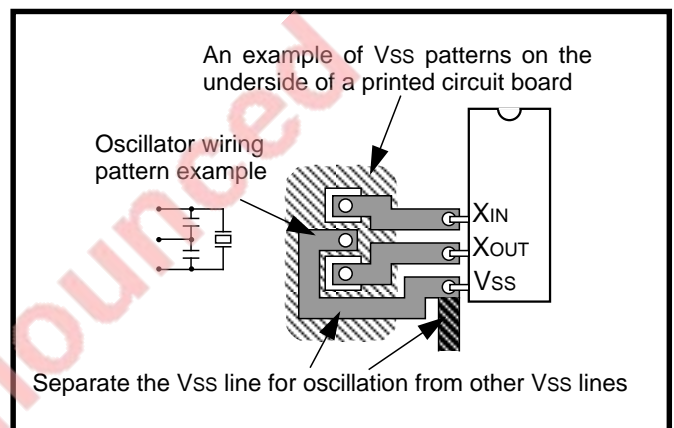 An example of VSS patterns on the
underside of a printed circuit board
Oscillator wiring
pattern example
XIN
XOUT
VSS
Separate the VSS line for oscillation from other VSS lines
ounced